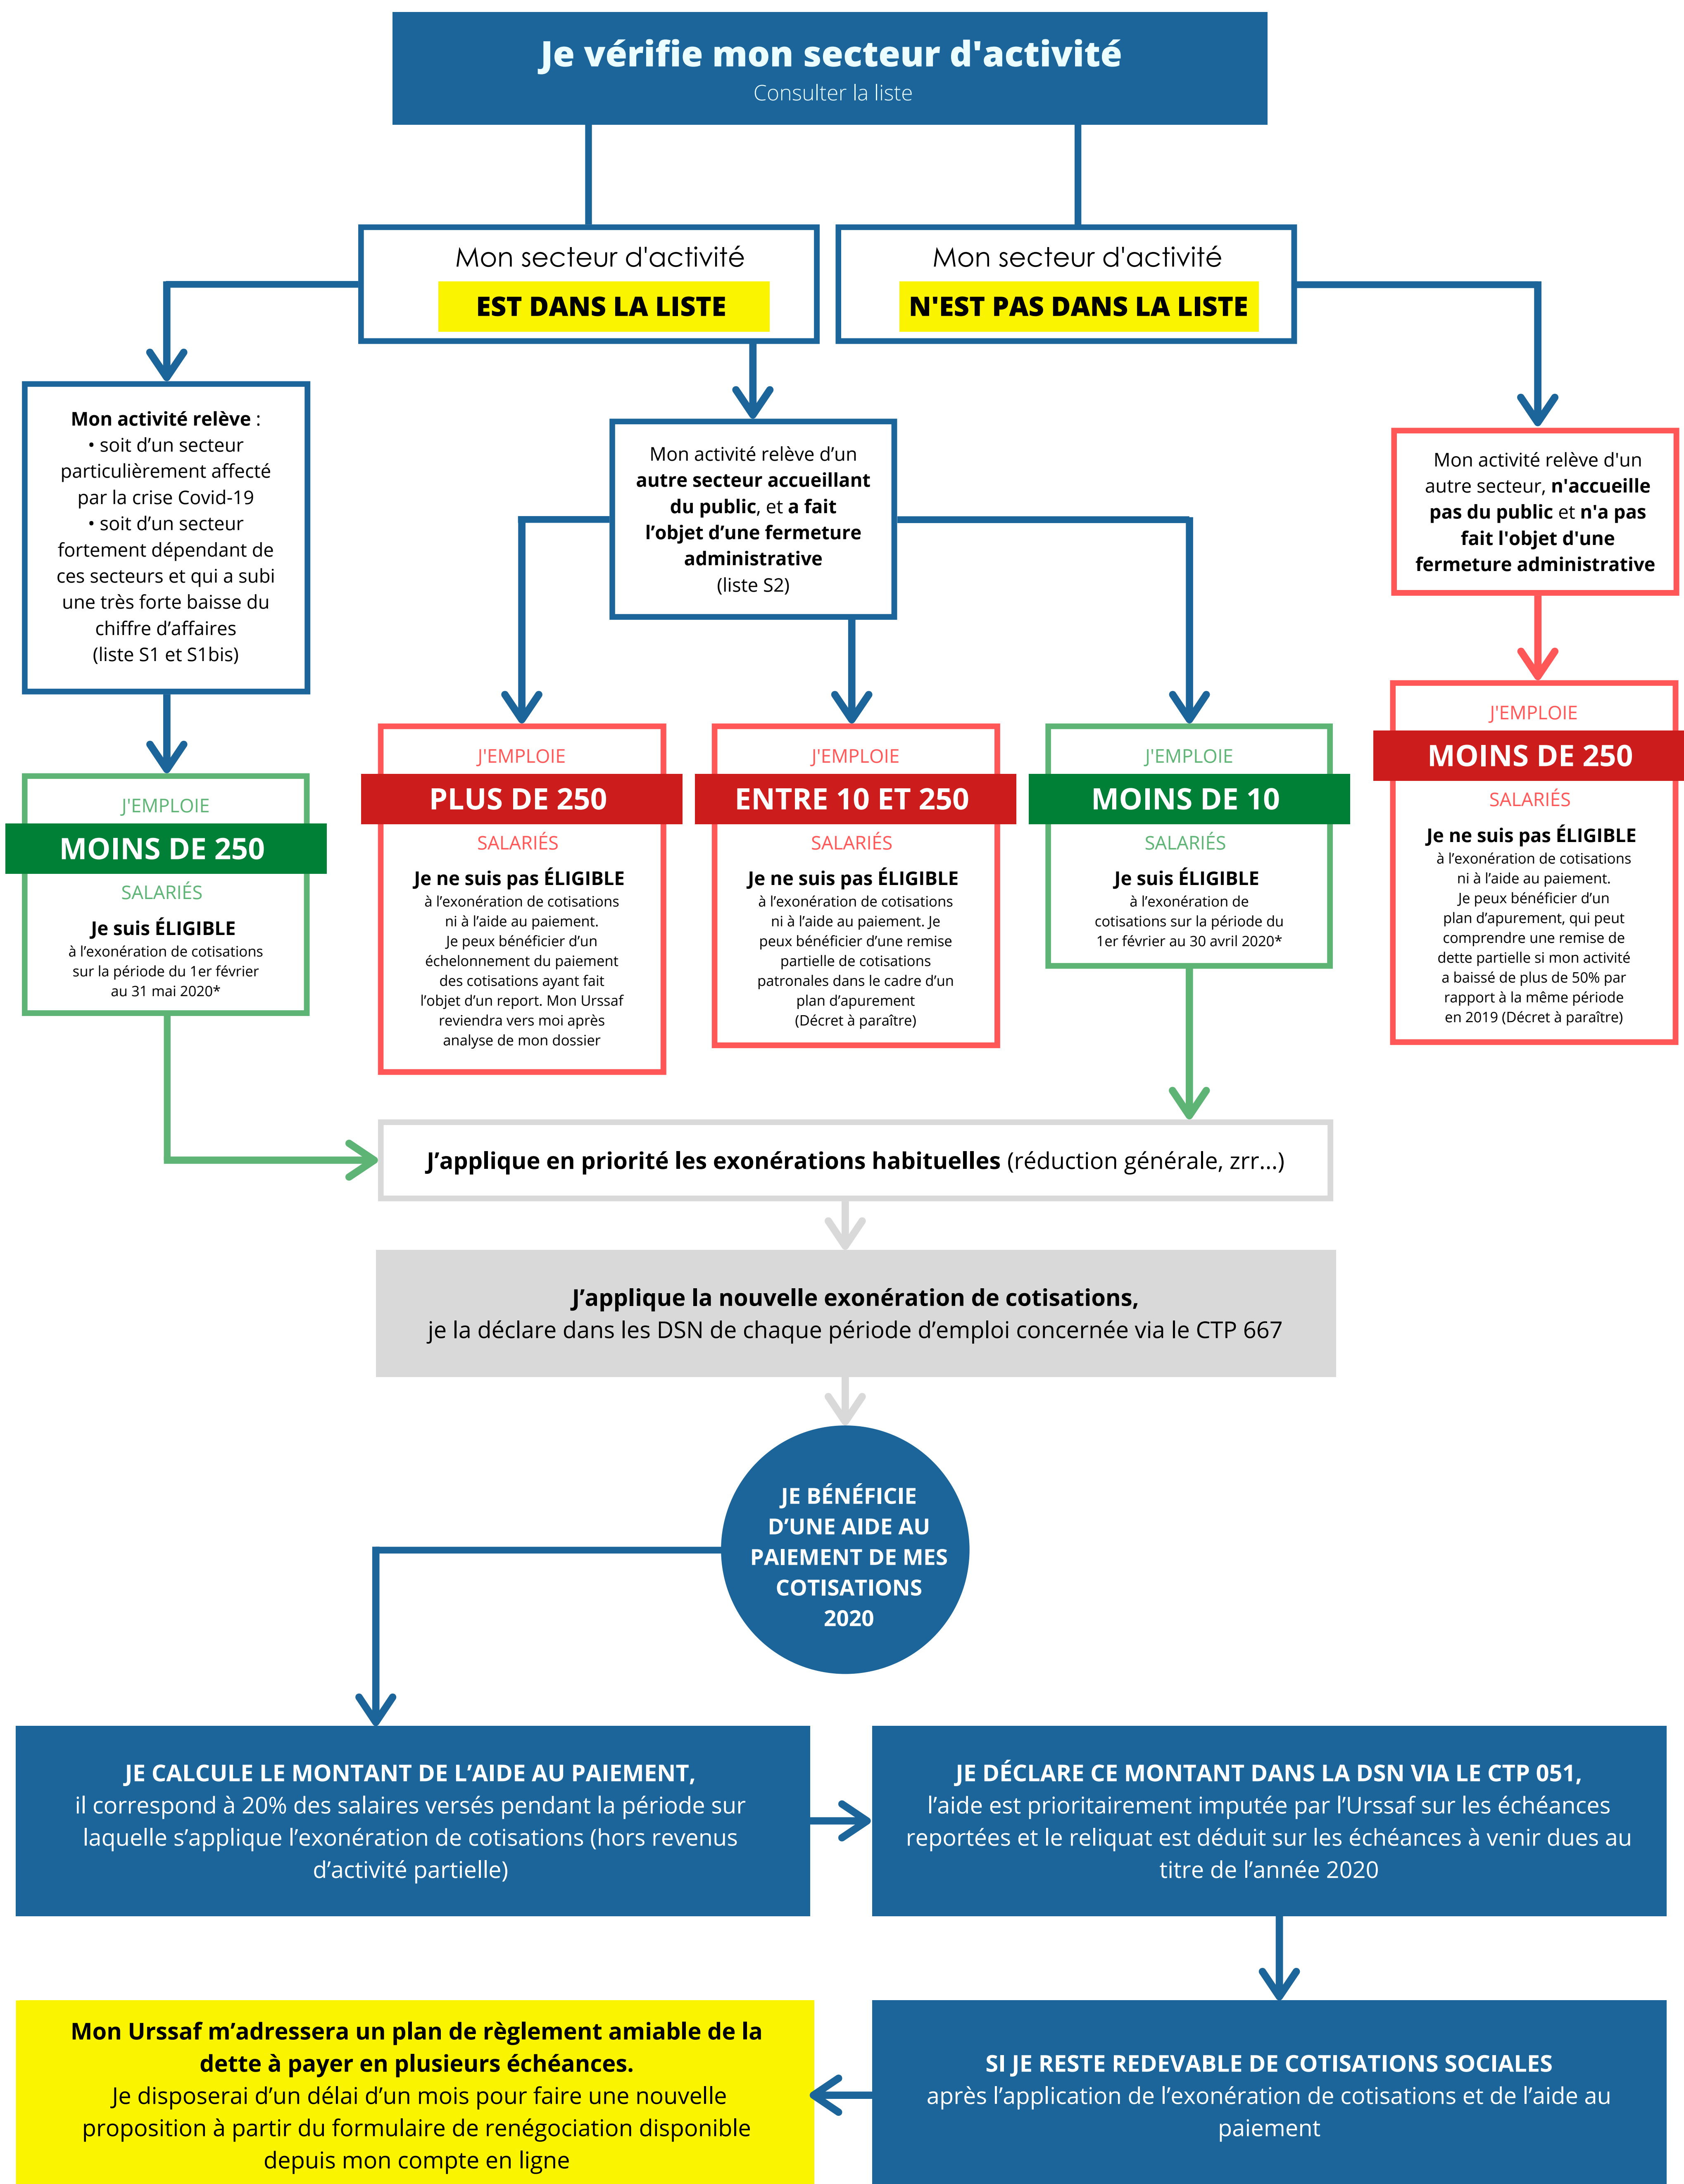 Je vérifie mon secteur d'activité
Consulter la liste
Mon secteur d'activité
EST DANS LA LISTE
Mon secteur d'activité
N'EST PAS DANS LA LISTE
Mon activité relève :
• soit d’un secteur
particulièrement affecté
par la crise Covid-19
• soit d’un secteur
fortement dépendant de
ces secteurs et qui a subi
une très forte baisse du
chiffre d’affaires
(liste S1 et S1bis)
Mon activité relève d’un
autre secteur accueillant
du public, et a fait
l’objet d’une fermeture
administrative
(liste S2)
Mon activité relève d'un
autre secteur, n'accueille
pas du public et n'a pas
fait l'objet d'une
fermeture administrative
J'EMPLOIE
MOINS DE 250
SALARIÉS
Je suis ÉLIGIBLE
à l’exonération de cotisations
sur la période du 1er février
au 31 mai 2020*
J'EMPLOIE
PLUS DE 250
SALARIÉS
Je ne suis pas ÉLIGIBLE
à l’exonération de cotisations
ni à l’aide au paiement.
Je peux bénéficier d’un
échelonnement du paiement
des cotisations ayant fait
l’objet d’un report. Mon Urssaf
reviendra vers moi après
analyse de mon dossier
J'EMPLOIE
ENTRE 10 ET 250
SALARIÉS
Je ne suis pas ÉLIGIBLE
à l’exonération de cotisations
ni à l’aide au paiement. Je
peux bénéficier d’une remise
partielle de cotisations
patronales dans le cadre d’un
plan d’apurement
(Décret à paraître)
J'EMPLOIE
MOINS DE 10
SALARIÉS
Je suis ÉLIGIBLE
à l’exonération de
cotisations sur la période du
1er février au 30 avril 2020*
J'EMPLOIE
MOINS DE 250
SALARIÉS
Je ne suis pas ÉLIGIBLE
à l’exonération de cotisations
ni à l’aide au paiement.
Je peux bénéficier d’un
plan d’apurement, qui peut
comprendre une remise de
dette partielle si mon activité
a baissé de plus de 50% par
rapport à la même période
en 2019 (Décret à paraître)
J’applique en priorité les exonérations habituelles (réduction générale, zrr...)
J’applique la nouvelle exonération de cotisations,
je la déclare dans les DSN de chaque période d’emploi concernée via le CTP 667
JE BÉNÉFICIE
D’UNE AIDE AU
PAIEMENT DE MES
COTISATIONS
2020
JE CALCULE LE MONTANT DE L’AIDE AU PAIEMENT,
il correspond à 20% des salaires versés pendant la période sur
laquelle s’applique l’exonération de cotisations (hors revenus
d’activité partielle)
JE DÉCLARE CE MONTANT DANS LA DSN VIA LE CTP 051,
l’aide est prioritairement imputée par l’Urssaf sur les échéances
reportées et le reliquat est déduit sur les échéances à venir dues au
titre de l’année 2020
SI JE RESTE REDEVABLE DE COTISATIONS SOCIALES
après l’application de l’exonération de cotisations et de l’aide au
paiement
Mon Urssaf m’adressera un plan de règlement amiable de la
dette à payer en plusieurs échéances.
Je disposerai d’un délai d’un mois pour faire une nouvelle
proposition à partir du formulaire de renégociation disponible
depuis mon compte en ligne